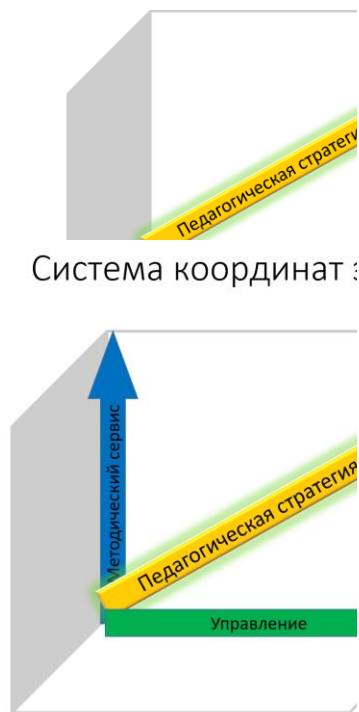 Педагогическая стратеги
Система координат з
Методический сервис
Педагогическая стратегия
Управление